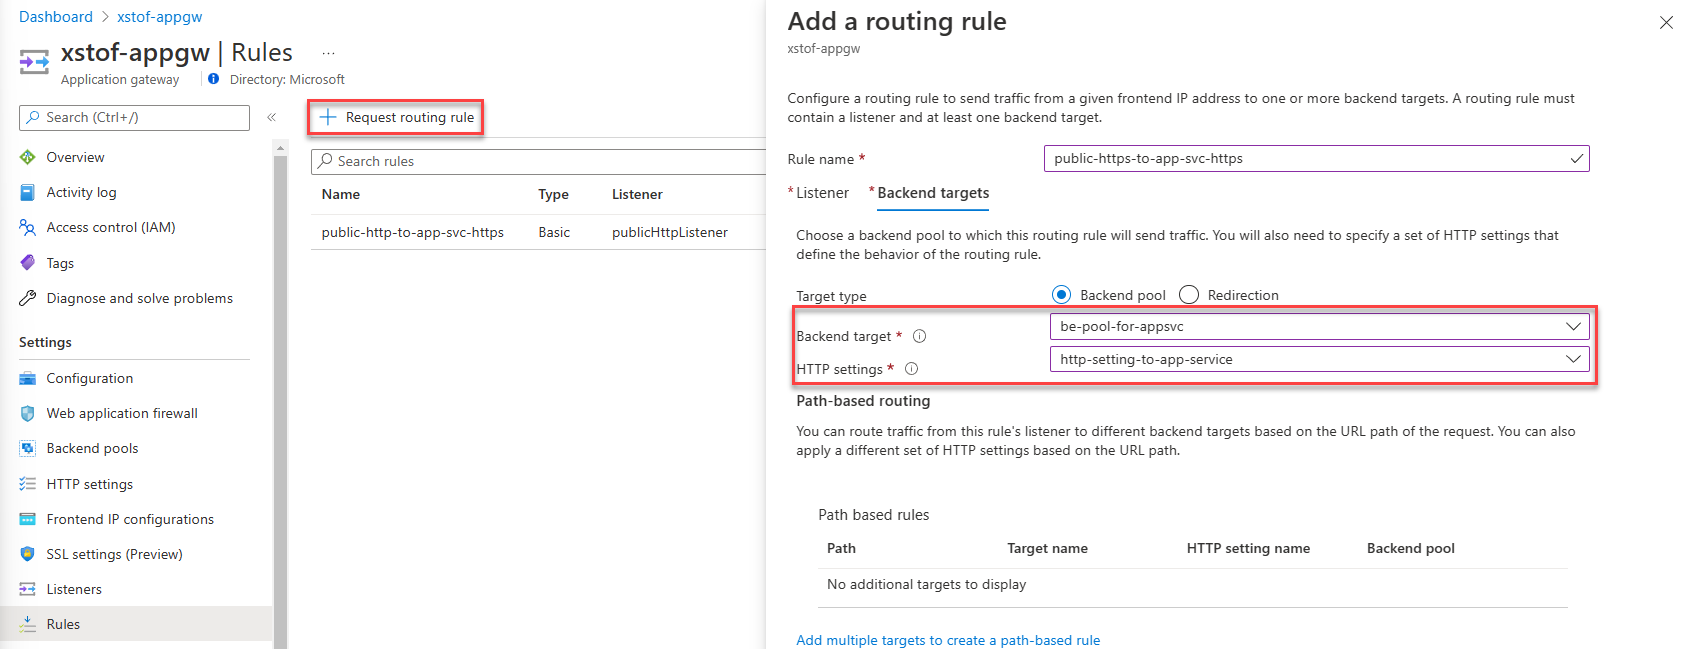 Dashboard > xstof-appgw
xstof-appgw | Rules ...
Application gateway
Directory: Microsoft
Search (Ctrl+/)
«
Overview
Activity log
Access control (IAM)
Tags
Diagnose and solve problems
Settings
Configuration
Web application firewall
Backend pools
HTTP settings
Frontend IP configurations
SSL settings (Preview)
Listeners
Rules
+ Request routing rule
Search rules
Name Type Listener
public-http-to-app-svc-https Basic publicHttpListener
Add a routing rule
xstof-appgw
Configure a routing rule to send traffic from a given frontend IP address to one or more backend targets. A routing rule must
contain a listener and at least one backend target.
Rule name * public-https-to-app-svc-https
* Listener * Backend targets
Choose a backend pool to which this routing rule will send traffic. You will also need to specify a set of HTTP settings that
define the behavior of the routing rule.
Target type Backend pool Redirection
Backend target * be-pool-for-appsvc
HTTP settings * http-setting-to-app-service
Path-based routing
You can route traffic from this rule's listener to different backend targets based on the URL path of the request. You can also
apply a different set of HTTP settings based on the URL path.
Path based rules
Path Target name HTTP setting name Backend pool
No additional targets to display
Add multiple targets to create a path-based rule